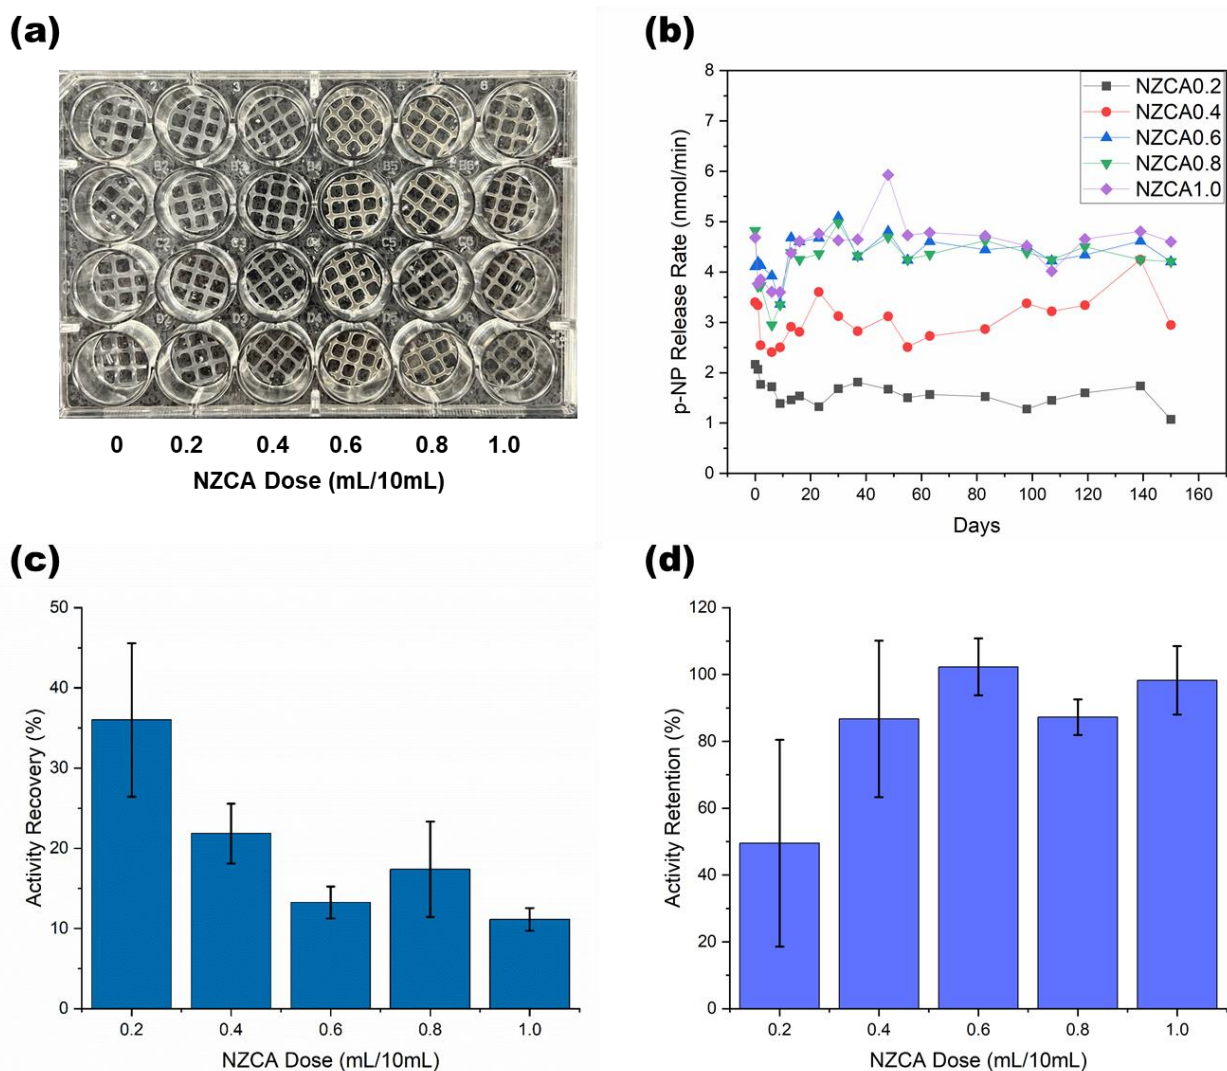 (a)
0 0.2 0.4 0.6 0.8 1.0
NZCA Dose (mL/10mL)
(b)
p-NP Release Rate (nmol/min)
8
7
6
5
4
3
2
1
0
NZCA0.2
NZCA0.4
NZCA0.6
NZCA0.8
NZCA1.0
0 20 40 60 80 100 120 140 160
Days
(c)
Activity Recovery (%)
50
40
30
20
10
0
0.2 0.4 0.6 0.8 1.0
NZCA Dose (mL/10mL)
(d)
Activity Retention (%)
120
100
80
60
40
20
0
0.2 0.4 0.6 0.8 1.0
NZCA Dose (mL/10mL)